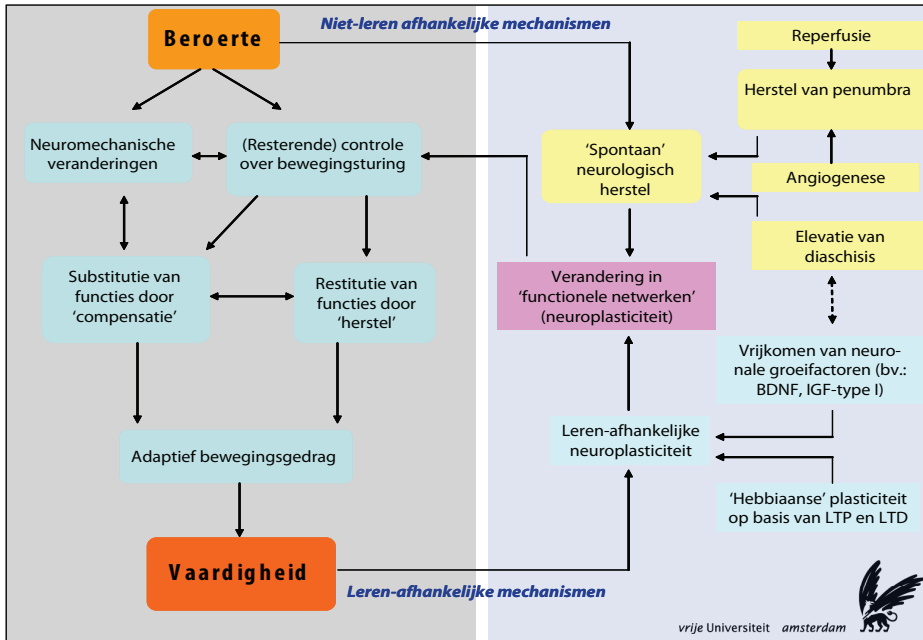 Beroerte
Niet-leren afhankelijke mechanismen
Neuromechanische
veranderingen
(Resterende) controle
over bewegingsturing
Substitutie van
functies door
‘compensatie’
Restitutie van
functies door
‘herstel’
Adaptief bewegingsgedrag
Vaardigheid
Leren-afhankelijke mechanismen
Reperfusie
Herstel van penumbra
‘Spontaan’
neurologisch
herstel
Angiogenese
Elevatie van
diaschisis
Verandering in
‘functionele netwerken’
(neuroplasticiteit)
Vrijkomen van neuro-
nale groeifactoren (bv.:
BDNF, IGF-type I)
Leren-afhankelijke
neuroplasticiteit
‘Hebbiaanse’ plasticiteit
op basis van LTP en LTD
vrije Universiteit amsterdam